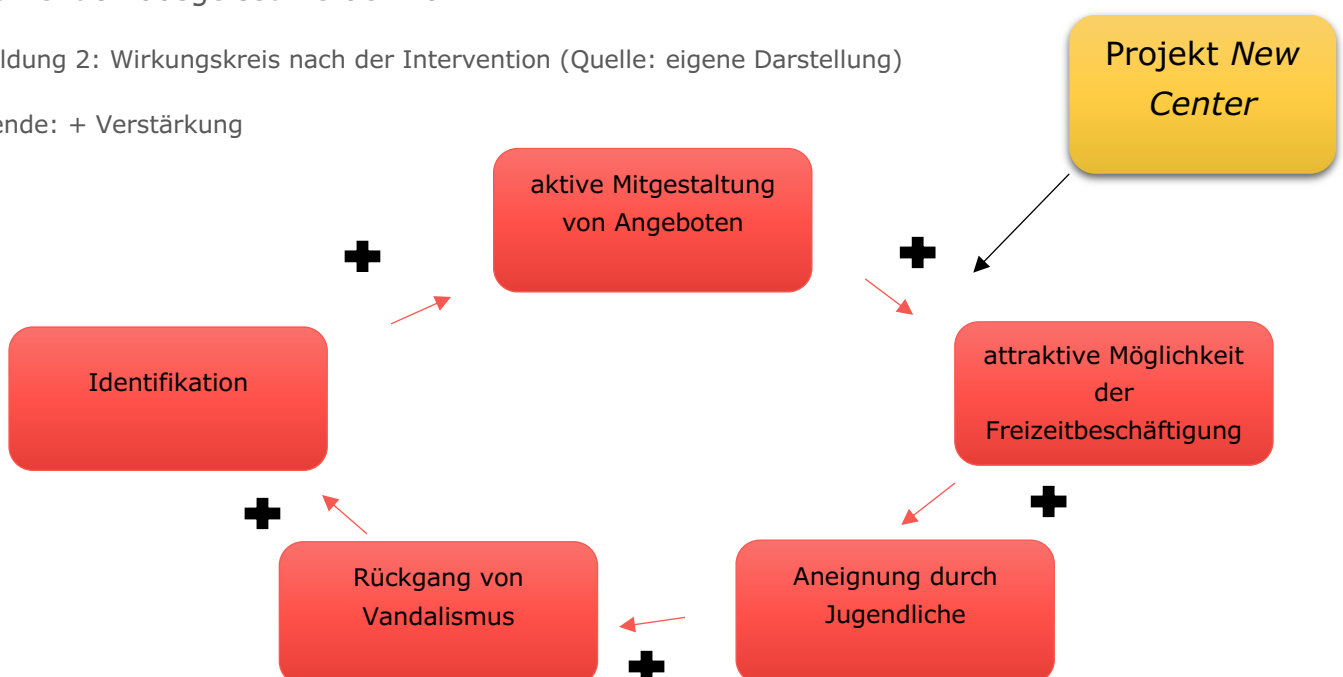 ldung 2: Wirkungskreis nach der Intervention (Quelle: eigene Darstellung)
ende: + Verstärkung
Projekt New
Center
aktive Mitgestaltung
von Angeboten
attraktive Möglichkeit
der
Freizeitbeschäftigung
Identifikation
Rückgang von
Vandalismus
Aneignung durch
Jugendliche